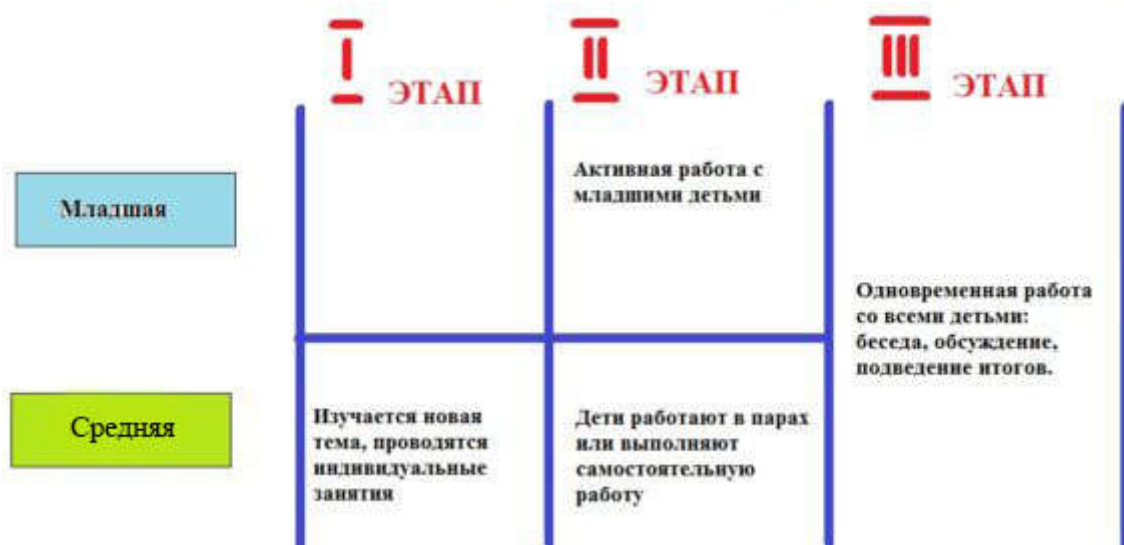 I ЭТАП
II ЭТАП
III ЭТАП
Младшая
Активная работа с
младшими детьми
Одновременная работа
со всеми детьми:
беседа, обсуждение,
подведение итогов.
Средняя
Изучается новая
тема, проводятся
индивидуальные
занятия
Дети работают в парах
или выполняют
самостоятельную
работу